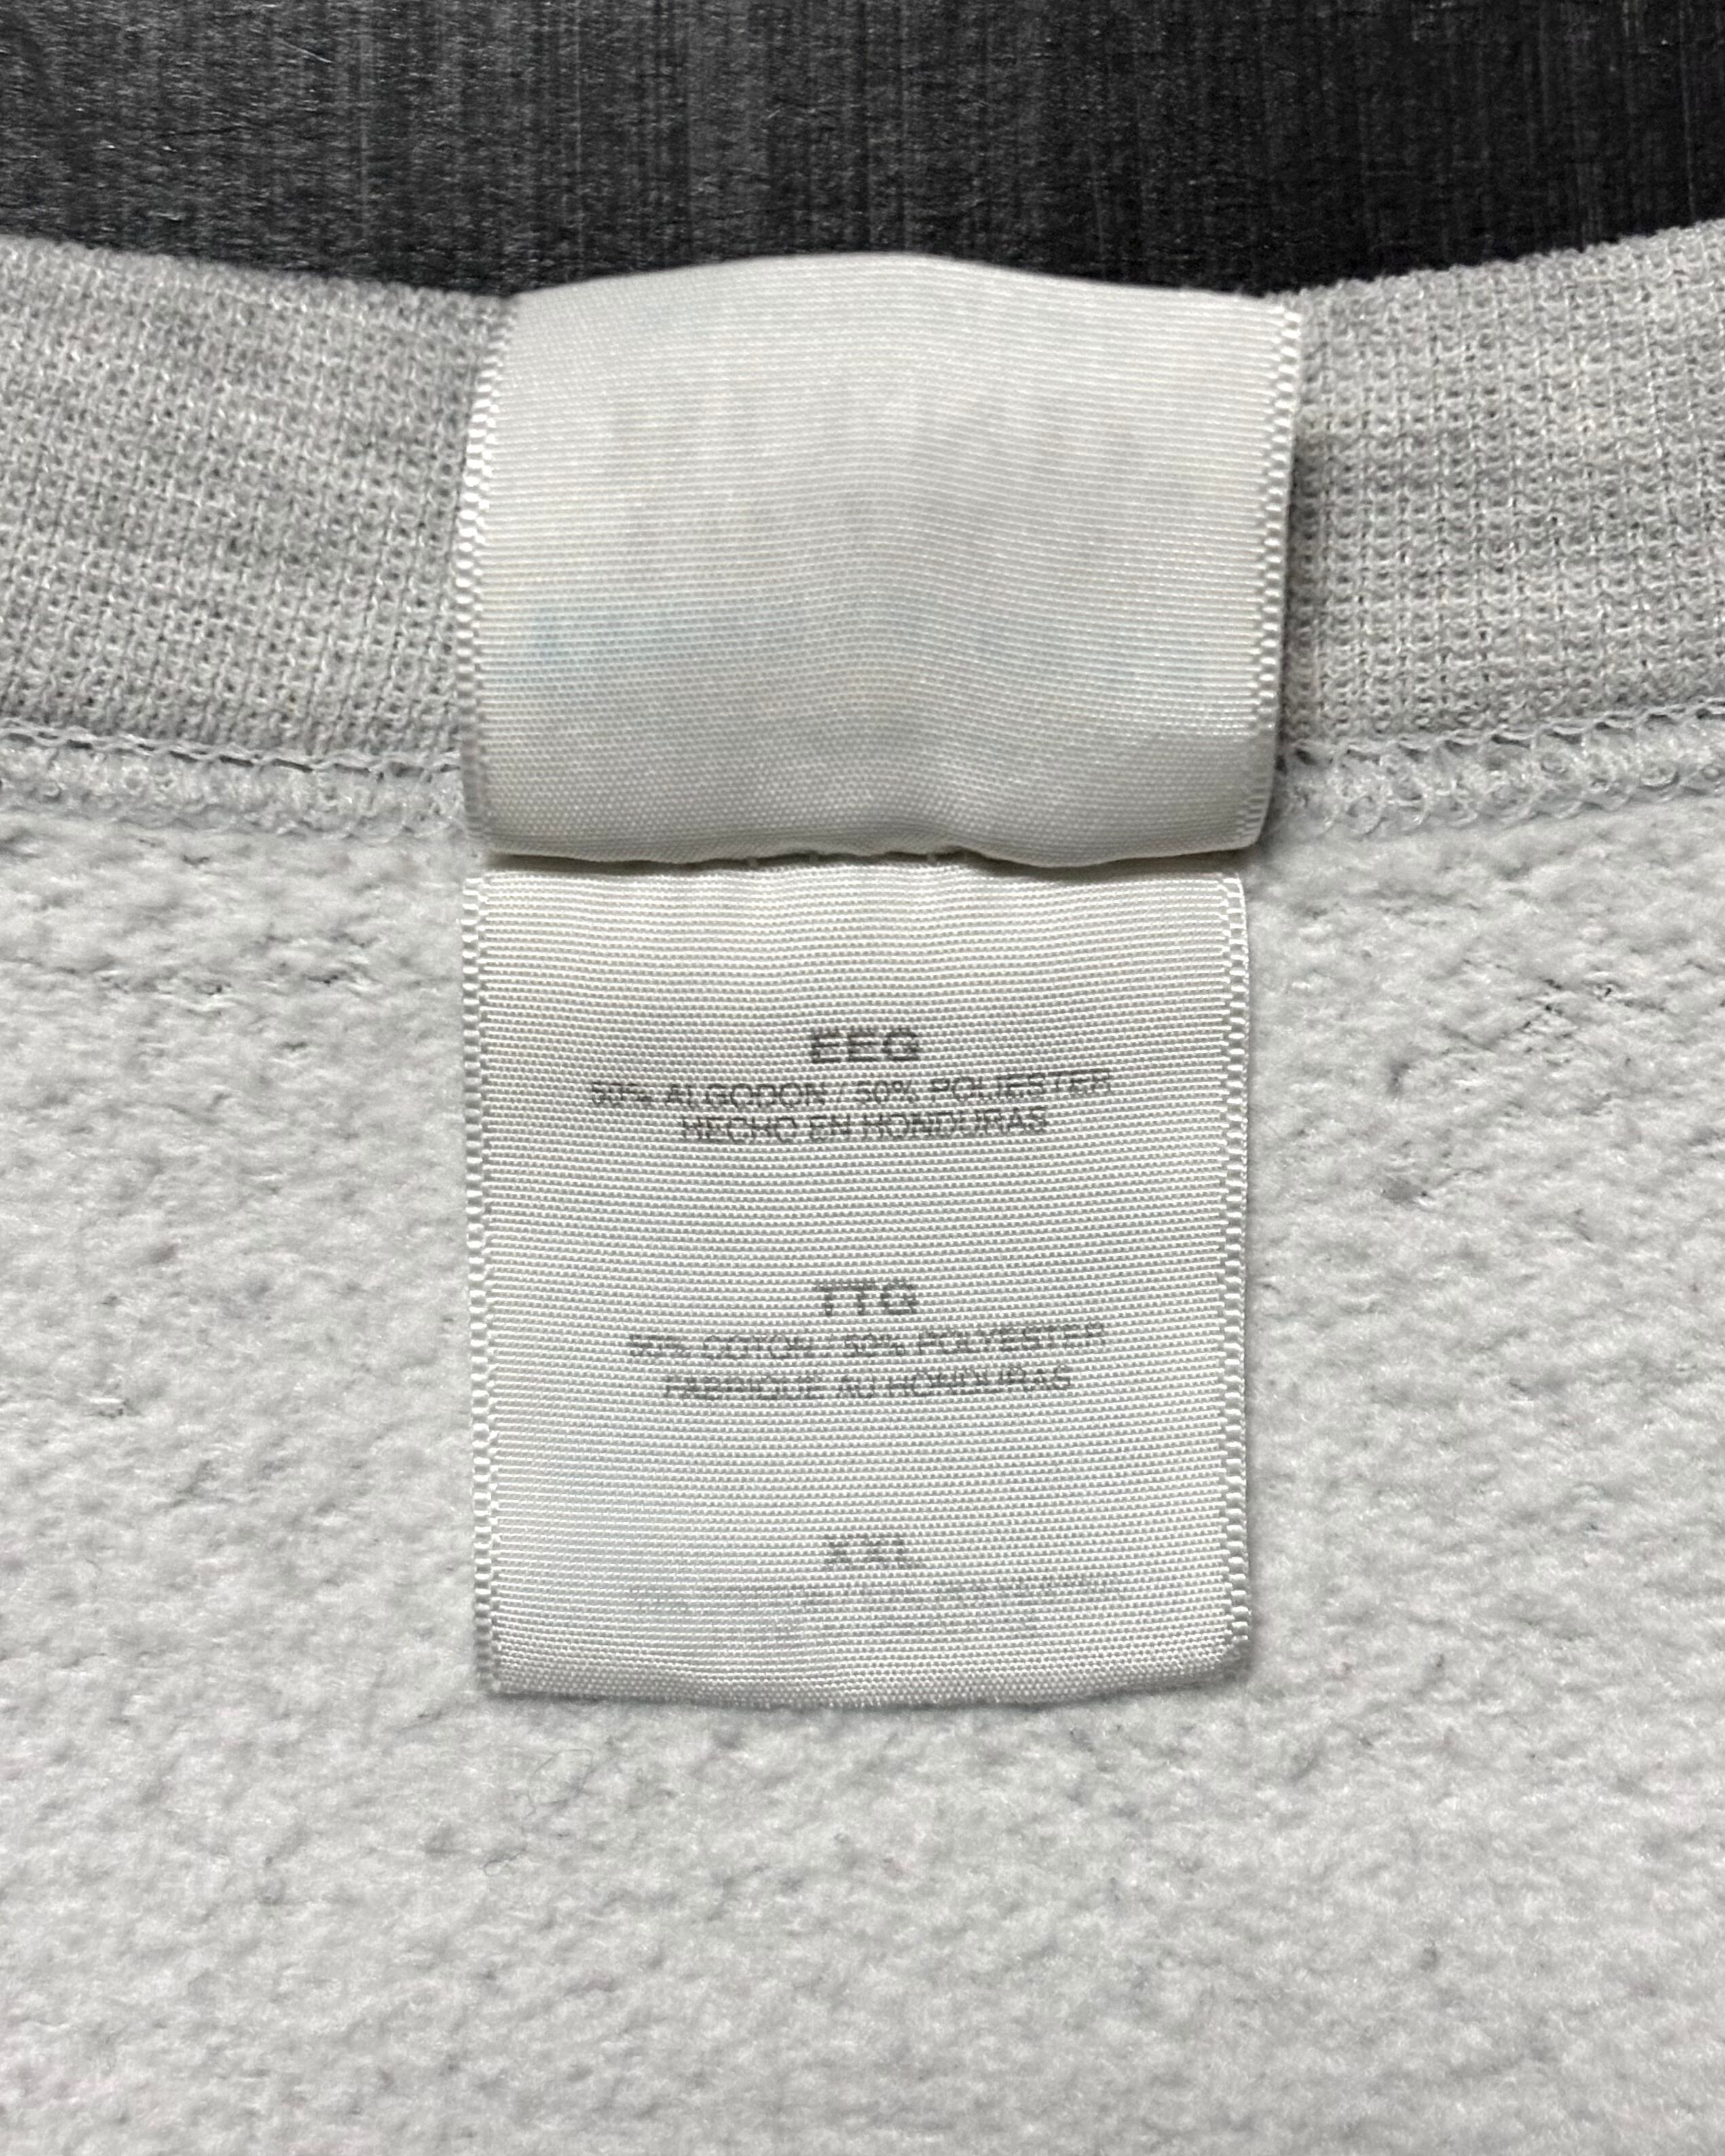 EEG
50% ALGODON / 50% POLIESTER
HECHO EN HONDURAS
TTG
50% COTON / 50% POLYESTER
FABRIQUE AU HONDURAS
XXL